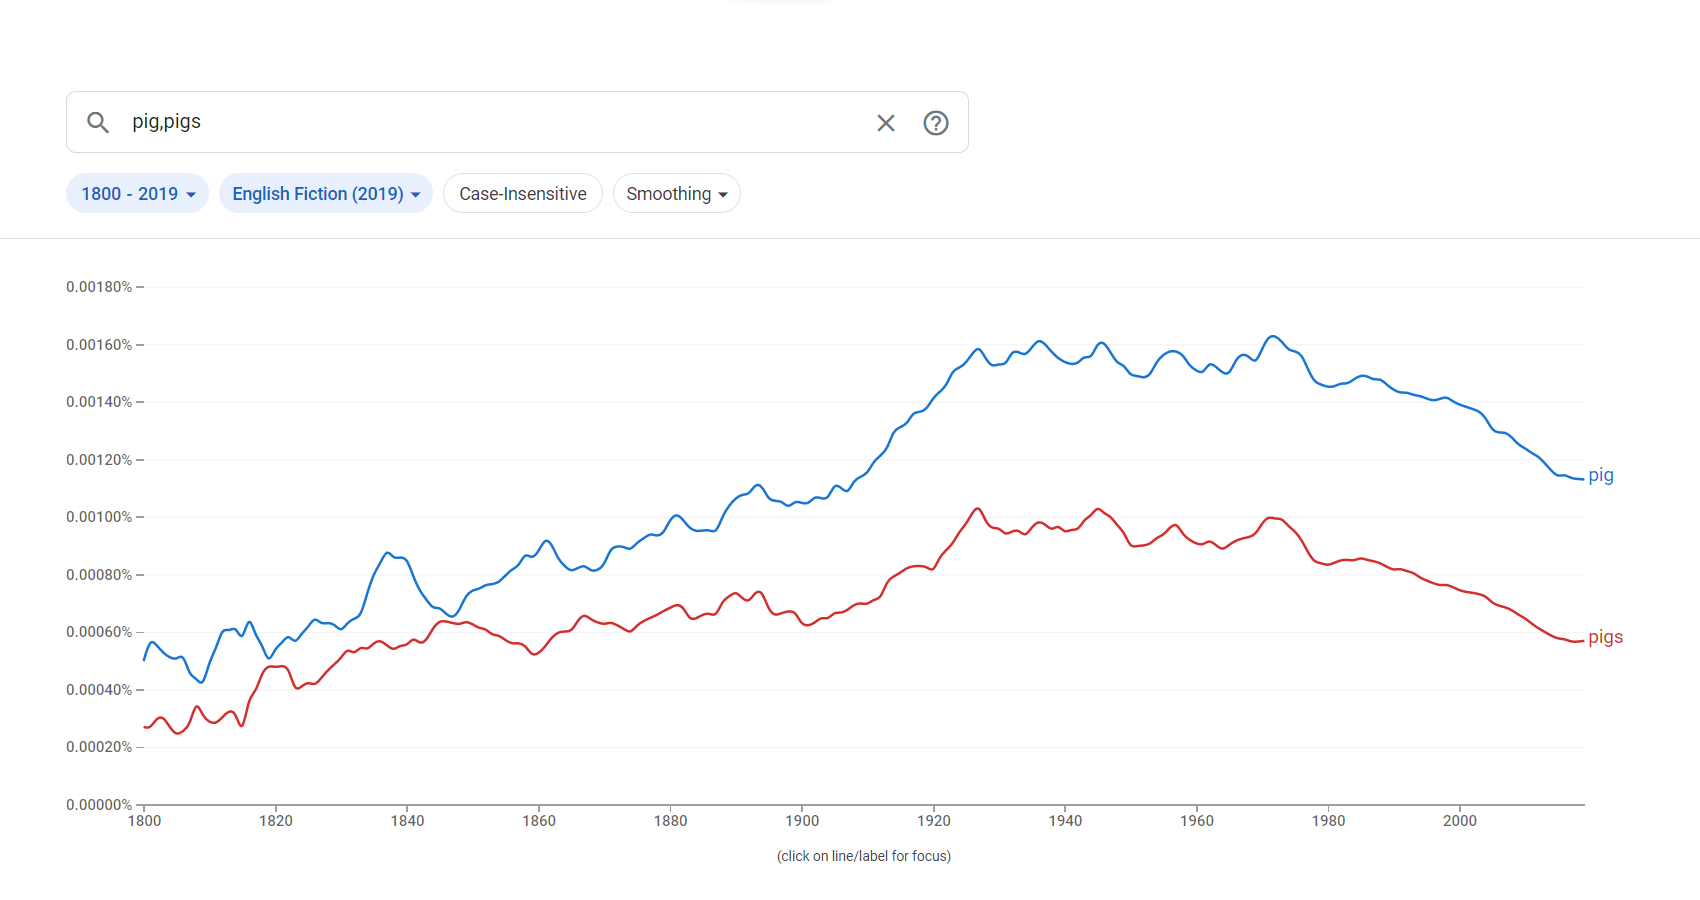 pig,pigs
1800 - 2019
English Fiction (2019)
Case-Insensitive
Smoothing
0.00180%
0.00160%
0.00140%
0.00120%
0.00100%
0.00080%
0.00060%
0.00040%
0.00020%
0.00000%
pig
pigs
1800 1820 1840 1860 1880 1900 1920 1940 1960 1980 2000
(click on line/label for focus)